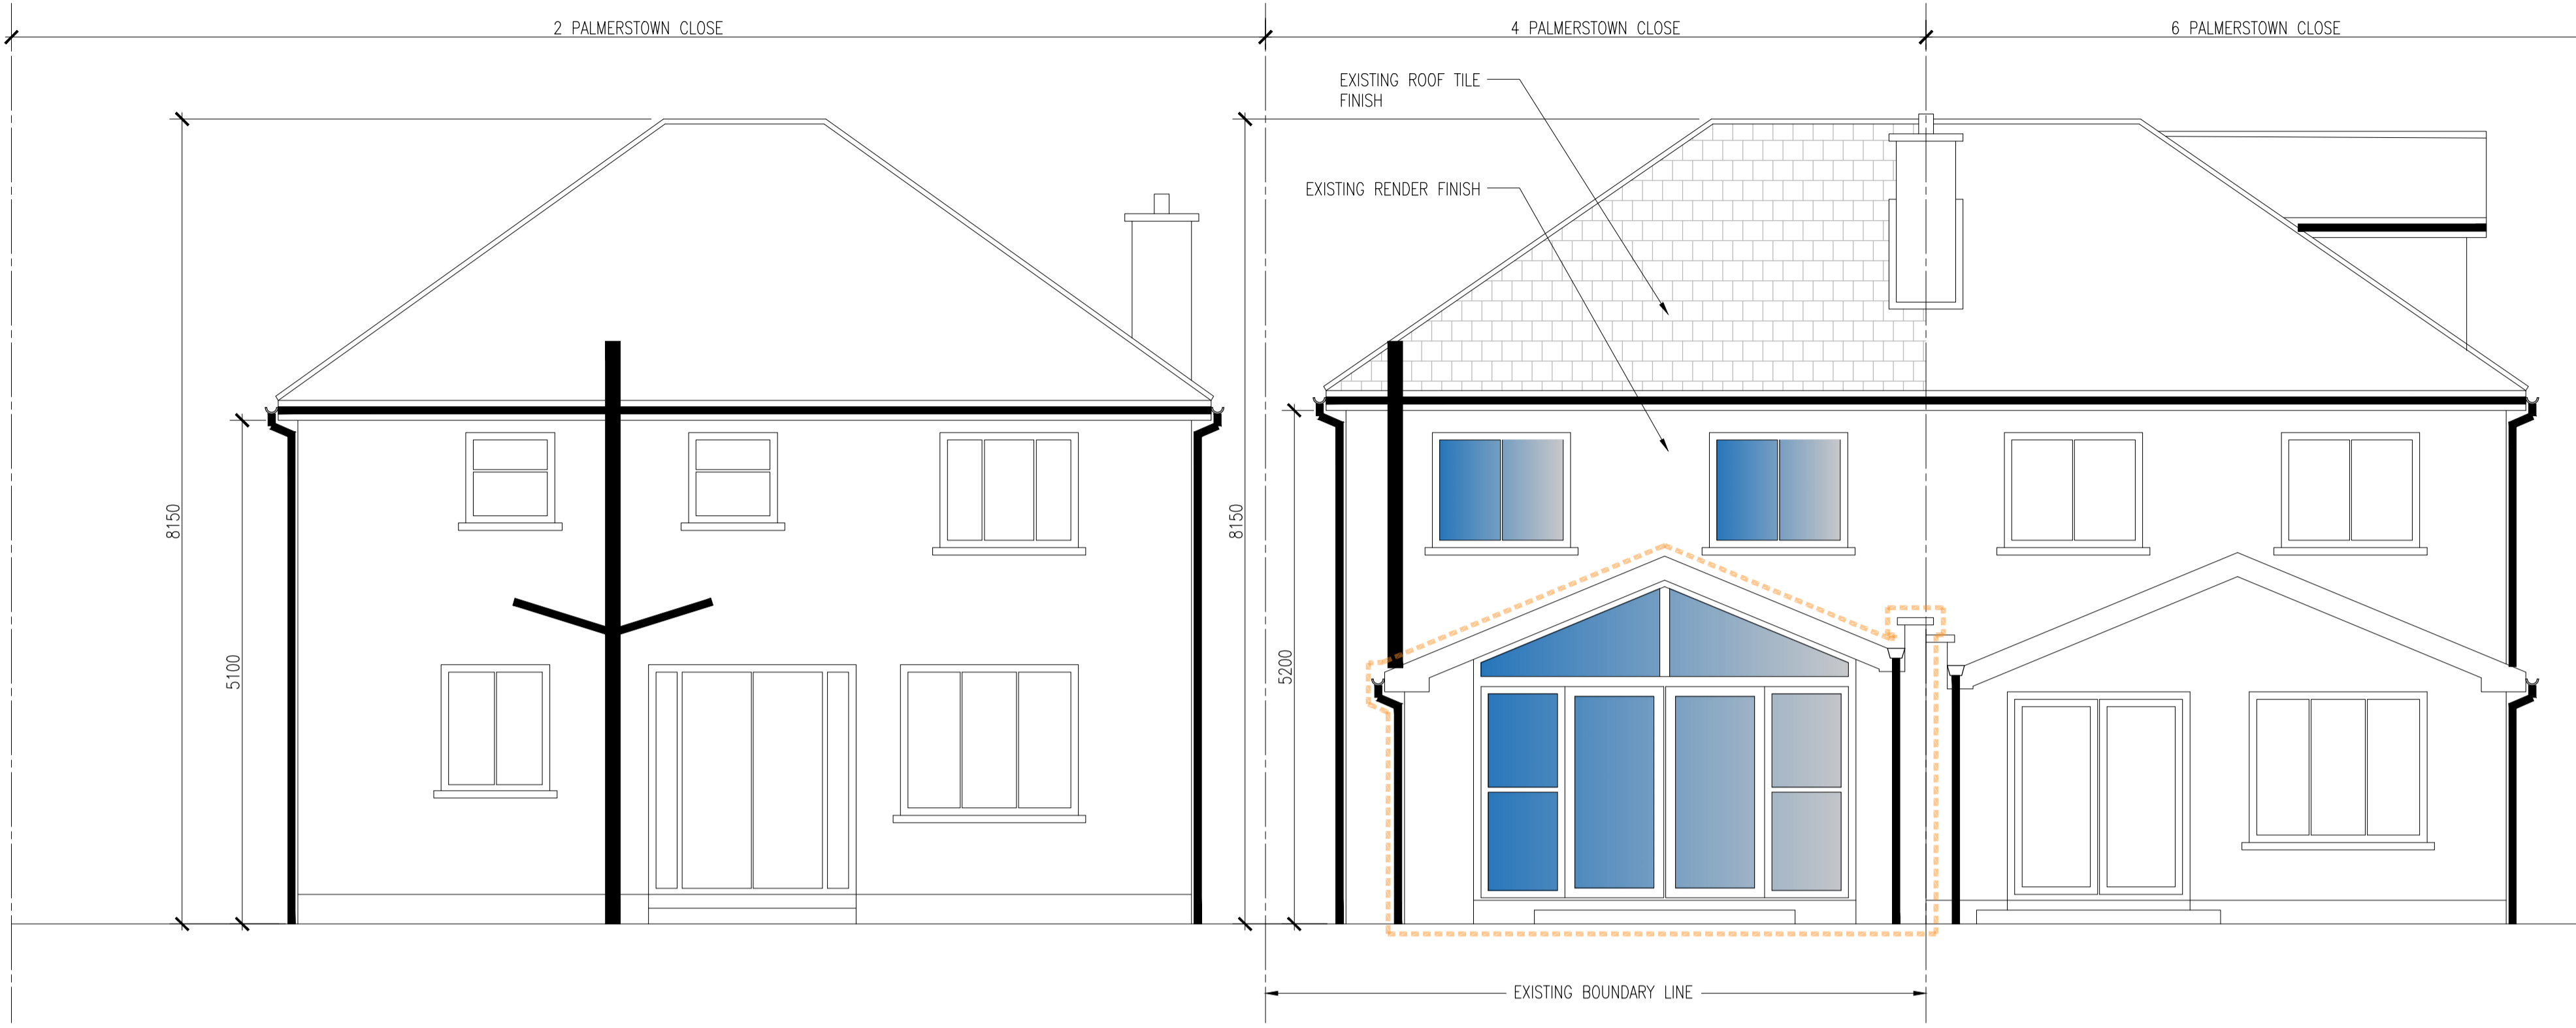 2 PALMERSTOWN CLOSE
4 PALMERSTOWN CLOSE
6 PALMERSTOWN CLOSE
EXISTING ROOF TILE
FINISH
EXISTING RENDER FINISH
8150
5100
8150
5200
EXISTING BOUNDARY LINE